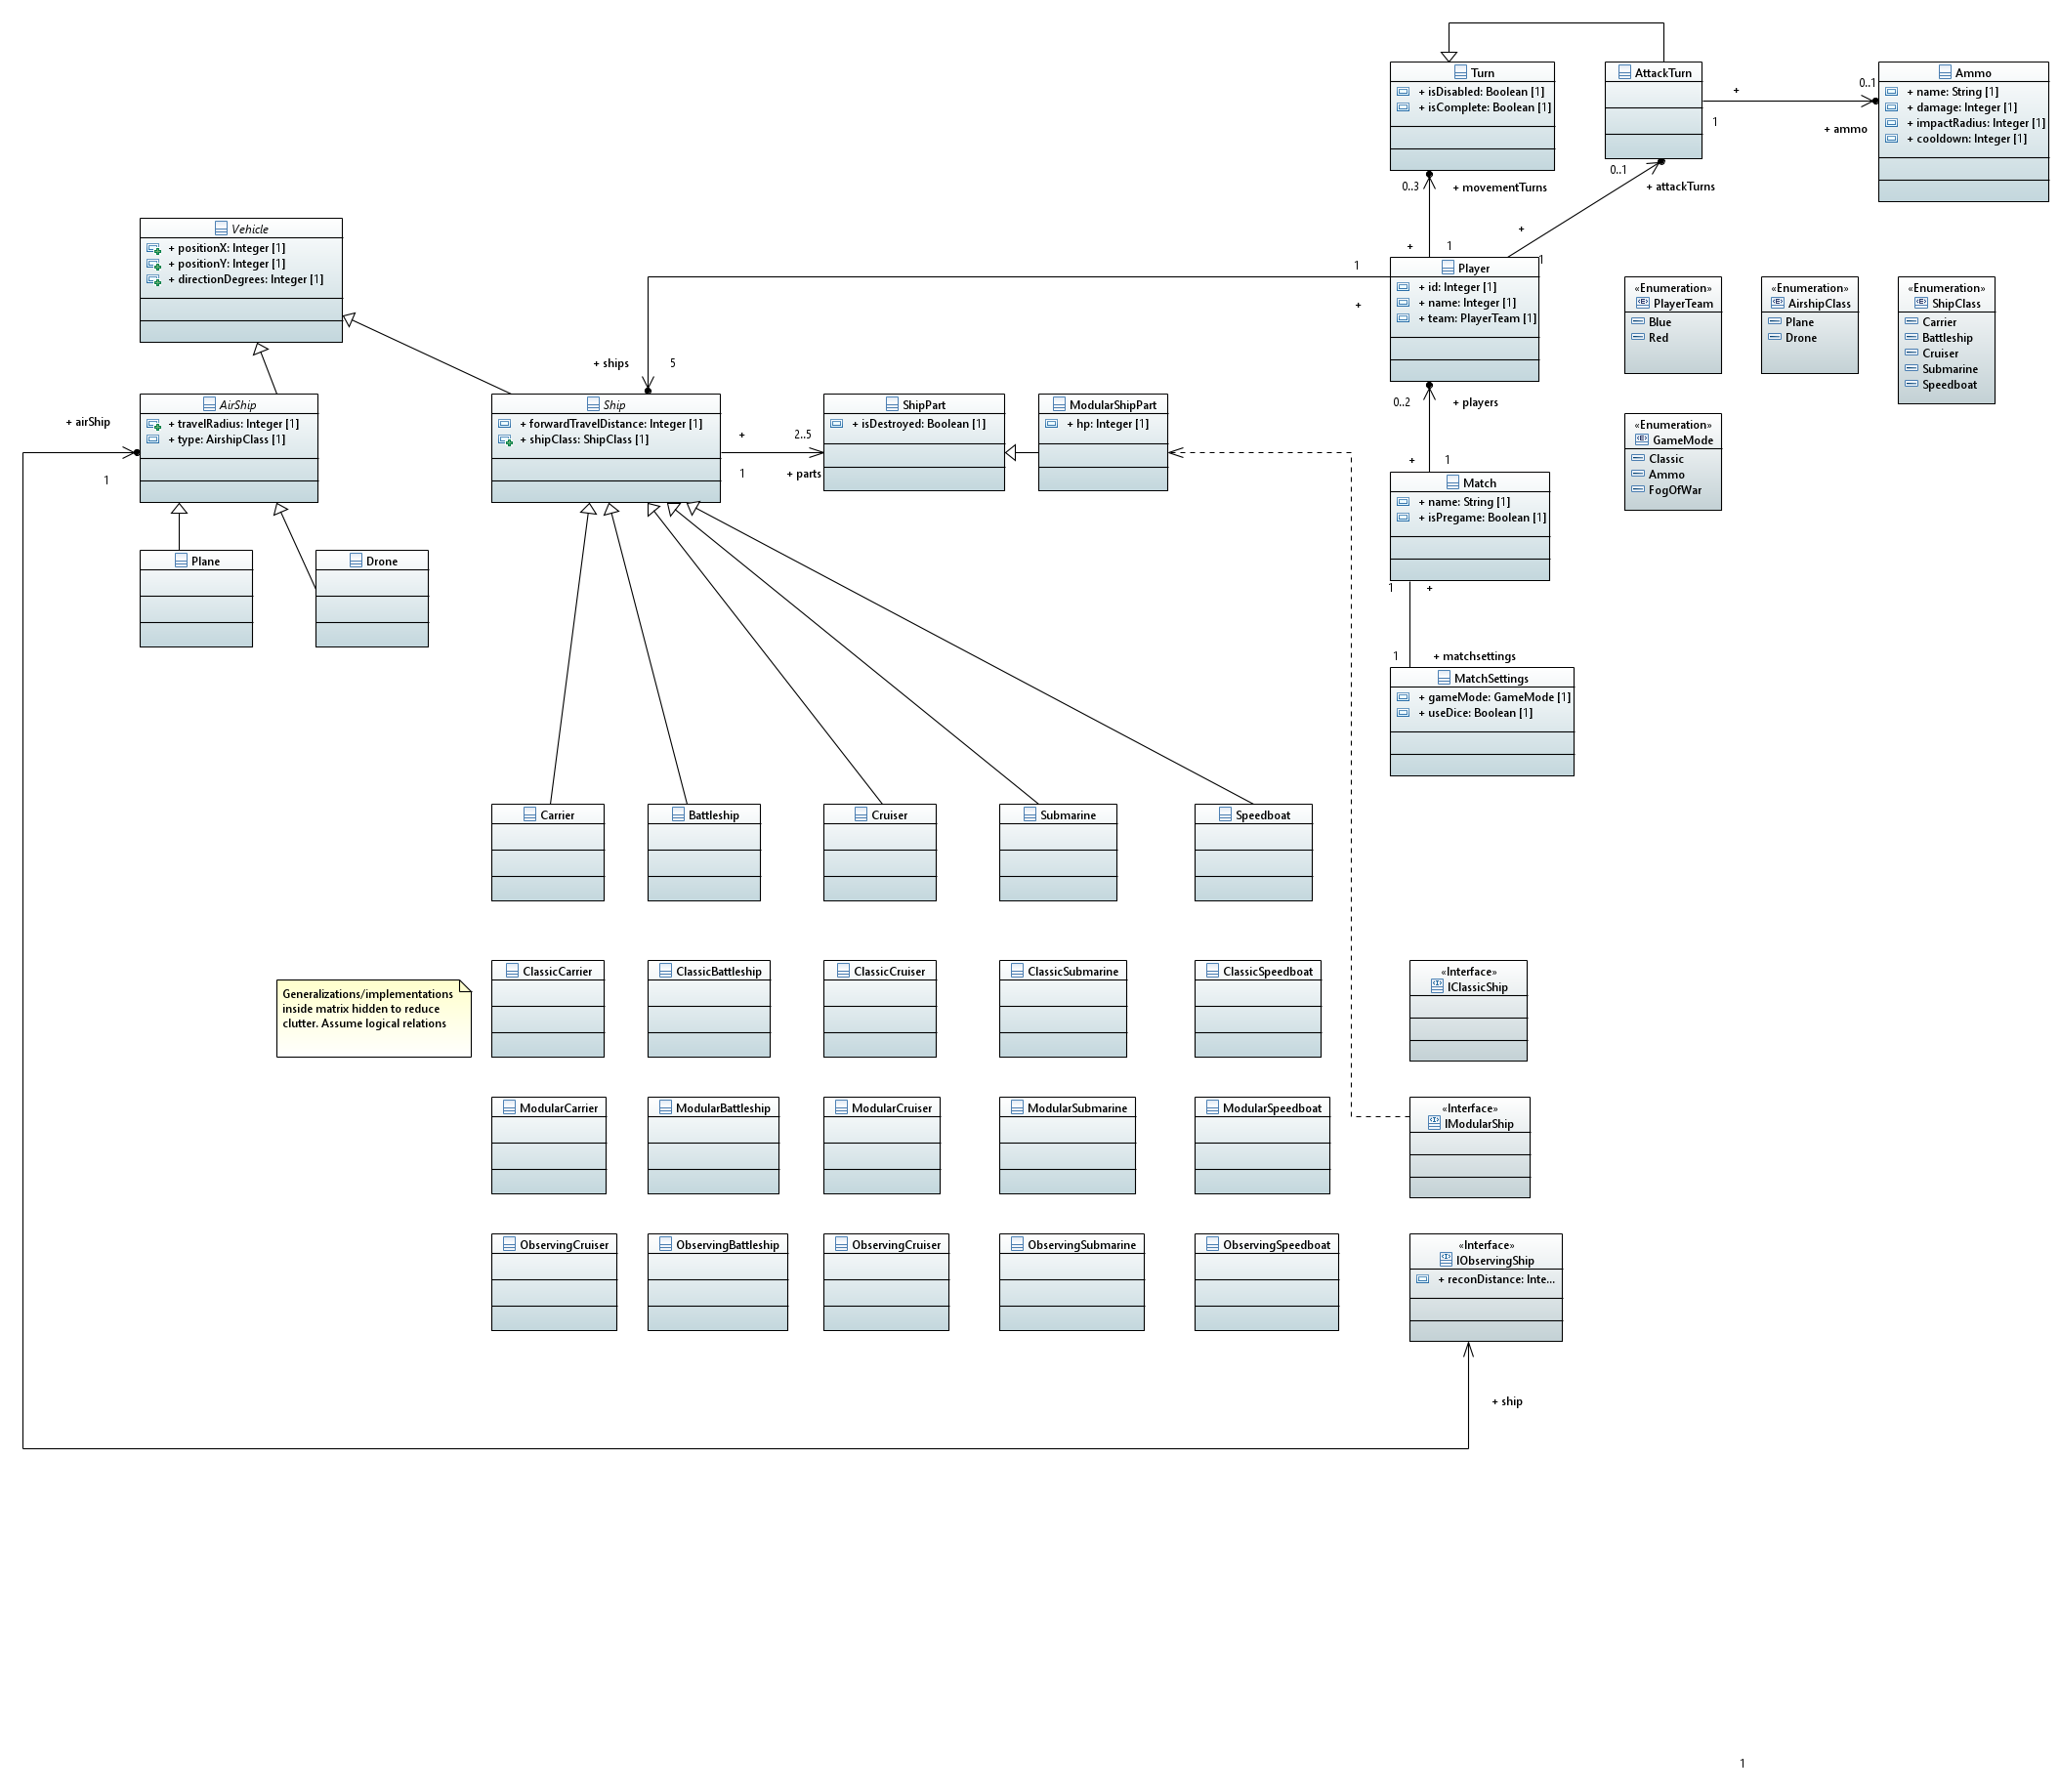 Turn
+ isDisabled: Boolean [1]
+ isComplete: Boolean [1]
AttackTurn
Ammo
+ name: String [1]
+ damage: Integer [1]
+ impactRadius: Integer [1]
+ cooldown: Integer [1]
+
0..1
1
+ ammo
0..3
+ movementTurns
0..1
+ attackTurns
+
1
+
1
Vehicle
+ positionX: Integer [1]
+ positionY: Integer [1]
+ directionDegrees: Integer [1]
1
+
Player
+ id: Integer [1]
+ name: Integer [1]
+ team: PlayerTeam [1]
«Enumeration»
PlayerTeam
Blue
Red
«Enumeration»
AirshipClass
Plane
Drone
«Enumeration»
ShipClass
Carrier
Battleship
Cruiser
Submarine
Speedboat
+ ships
5
+ airShip
1
AirShip
+ travelRadius: Integer [1]
+ type: AirshipClass [1]
Ship
+ forwardTravelDistance: Integer [1]
+ shipClass: ShipClass [1]
+
2..5
1
+ parts
ShipPart
+ isDestroyed: Boolean [1]
ModularShipPart
+ hp: Integer [1]
0..2
+ players
+
1
«Enumeration»
GameMode
Classic
Ammo
FogOfWar
Match
+ name: String [1]
+ isPregame: Boolean [1]
1
+
1
+ matchsettings
MatchSettings
+ gameMode: GameMode [1]
+ useDice: Boolean [1]
Plane
Drone
Carrier
Battleship
Cruiser
Submarine
Speedboat
Generalizations/implementations
inside matrix hidden to reduce
clutter. Assume logical relations
ClassicCarrier
ClassicBattleship
ClassicCruiser
ClassicSubmarine
ClassicSpeedboat
«Interface»
IClassicShip
ModularCarrier
ModularBattleship
ModularCruiser
ModularSubmarine
ModularSpeedboat
«Interface»
IModularShip
ObservingCruiser
ObservingBattleship
ObservingCruiser
ObservingSubmarine
ObservingSpeedboat
«Interface»
IObservingShip
+ reconDistance: Inte...
+ ship
1